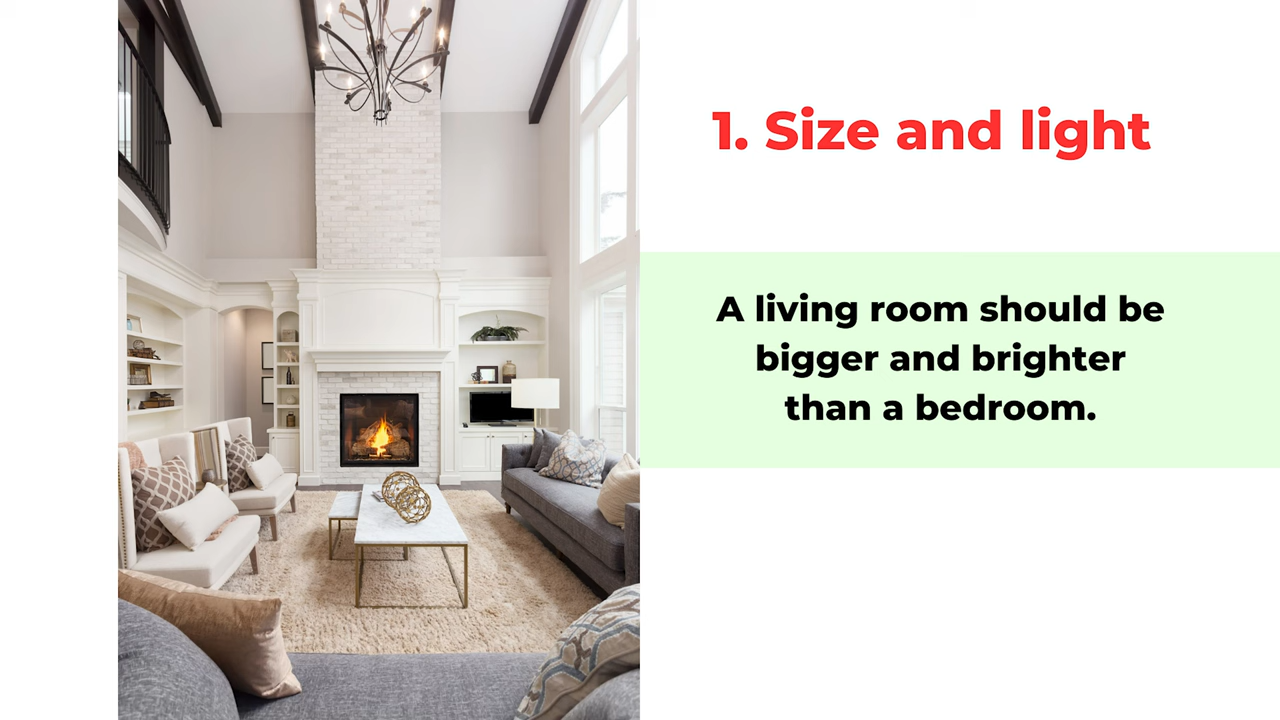 1. Size and light
A living room should be
bigger and brighter
than a bedroom.